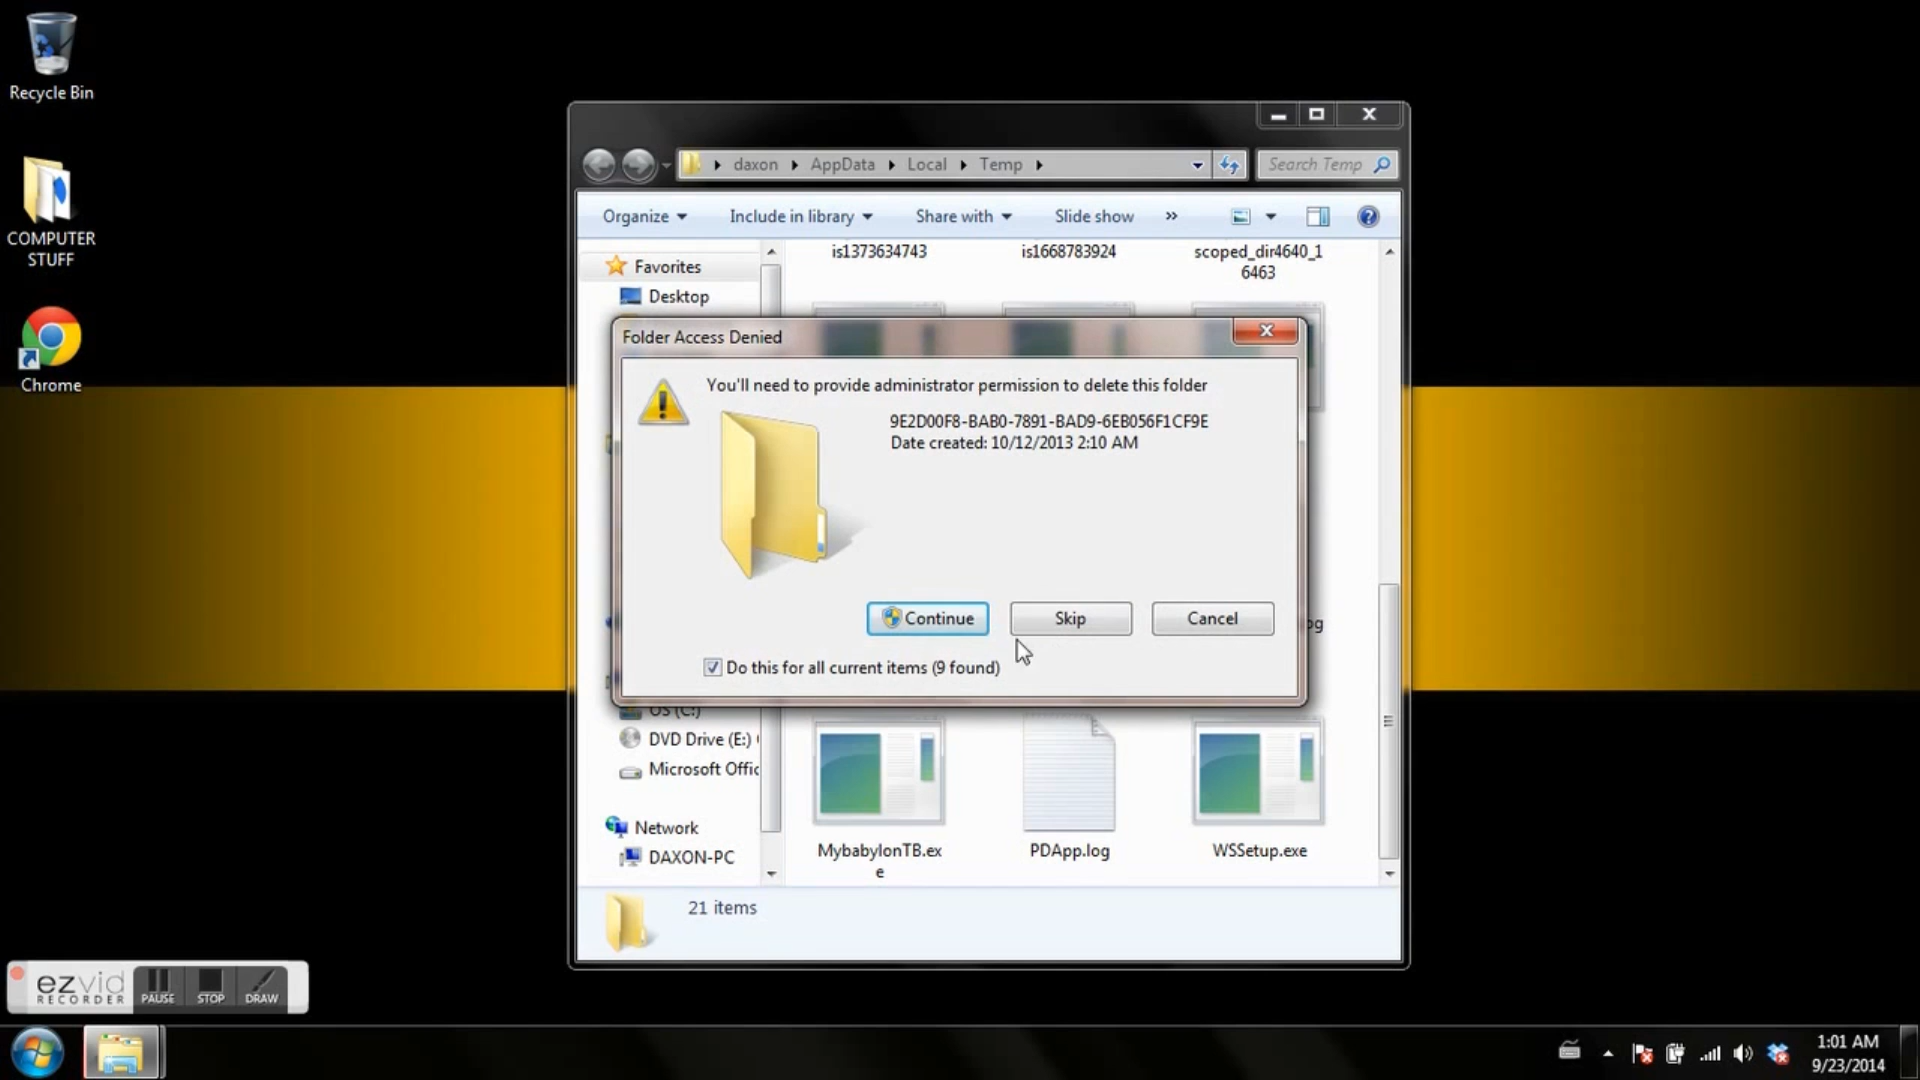 Recycle Bin
COMPUTER
STUFF
Chrome
daxon
AppData
Local
Temp
Search Temp
Organize
Include in library
Share with
Slide show
»
Favorites
Desktop
is1373634743
is1668783924
scoped_dir4640_1
6463
Folder Access Denied
You'll need to provide administrator permission to delete this folder
9E2D00F8-BAB0-7891-BAD9-6EB056F1CF9E
Date created: 10/12/2013 2:10 AM
Continue
Skip
Cancel
Do this for all current items (9 found)
OS (C:)
DVD Drive (E:)
Microsoft Offic
Network
DAXON-PC
MybabylonTB.ex
e
PDApp.log
WSSetup.exe
21 items
ezvid
RECORDER
PAUSE
STOP
DRAW
1:01 AM
9/23/2014